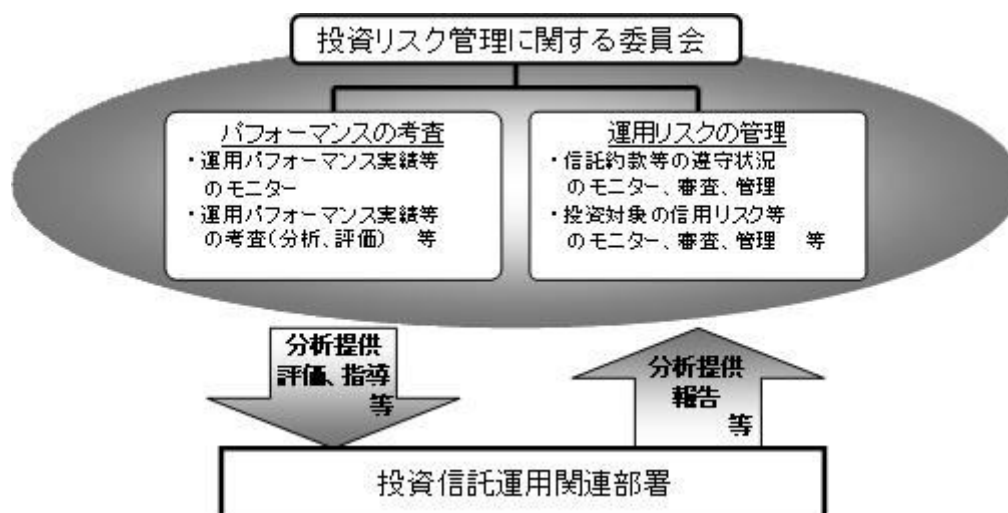 投資リスク管理に関する委員会
パフォーマンスの考査
・運用パフォーマンス実績等
のモニター
・運用パフォーマンス実績等
の考査(分析、評価) 等
運用リスクの管理
・信託約款等の遵守状況
のモニター、審査、管理
・投資対象の信用リスク等
のモニター、審査、管理 等
分析提供
評価、指導
等
分析提供
報告
等
投資信託運用関連部署